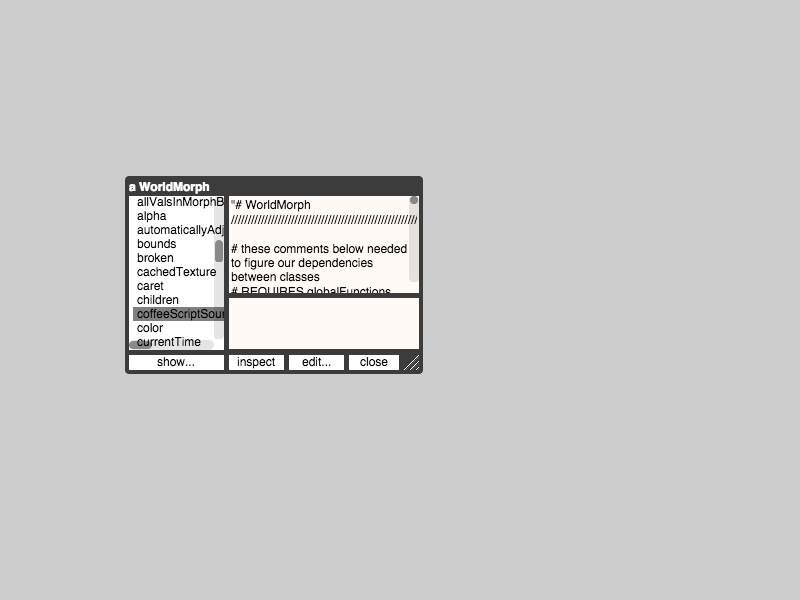 a WorldMorph
allValsInMorphB
alpha
automaticallyAdj
bounds
broken
cachedTexture
caret
children
coffeeScriptSour
color
currentTime
"# WorldMorph
////////////////////////////////////////////////////////
# these comments below needed
to figure our dependencies
between classes
# REQUIRES globalFunctions
show...
inspect
edit...
close